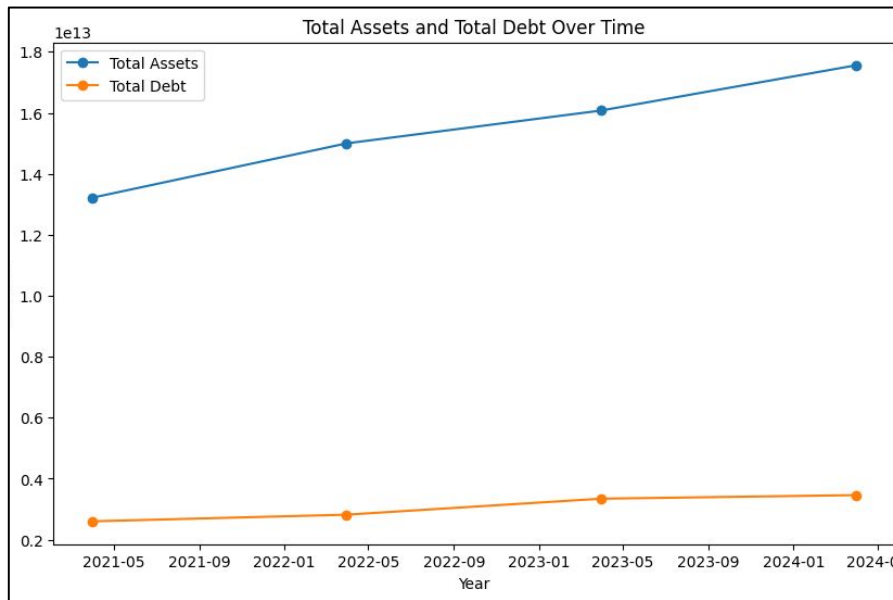 Total Assets and Total Debt Over Time
1e13
Total Assets
Total Debt
1.8
1.6
1.4
1.2
1.0
0.8
0.6
0.4
0.2
2021-05 2021-09 2022-01 2022-05 2022-09 2023-01 2023-05 2023-09 2024-01 2024-0
Year